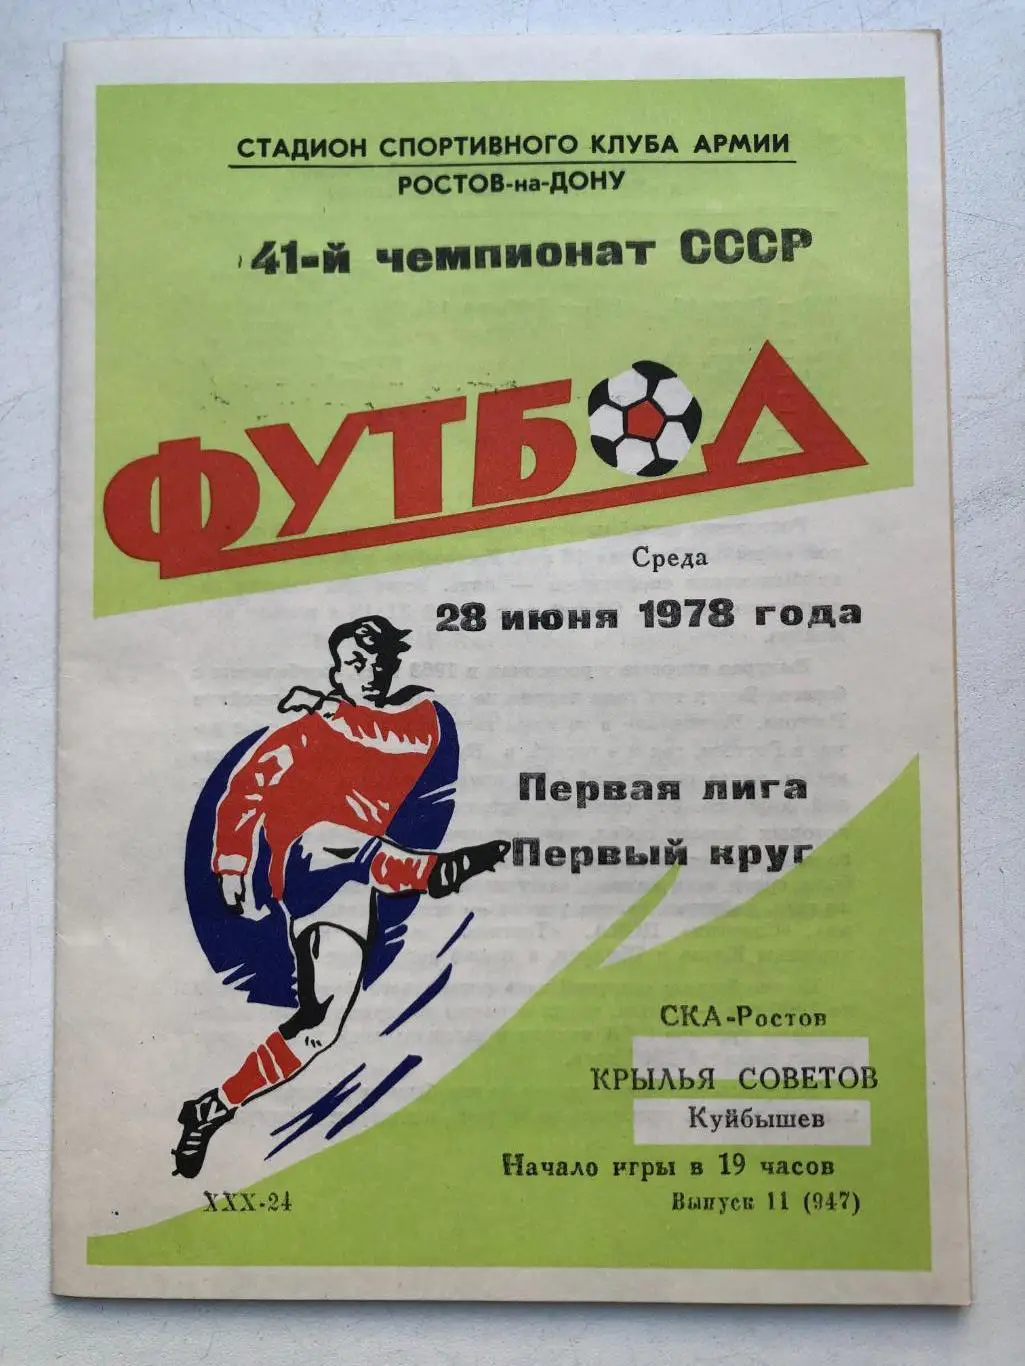 СТАДИОН СПОРТИВНОГО КЛУБА АРМИИ
РОСТОВ-на-ДОНУ
41-й чемпионат СССР
ФУТБОЛ
Среда
28 июня 1978 года
Первая лига
Первый круг
СКА-Ростов
КРЫЛЬЯ СОВЕТОВ
Куйбышев
Начало игры в 19 часов
XXX-24
Выпуск 11 (947)